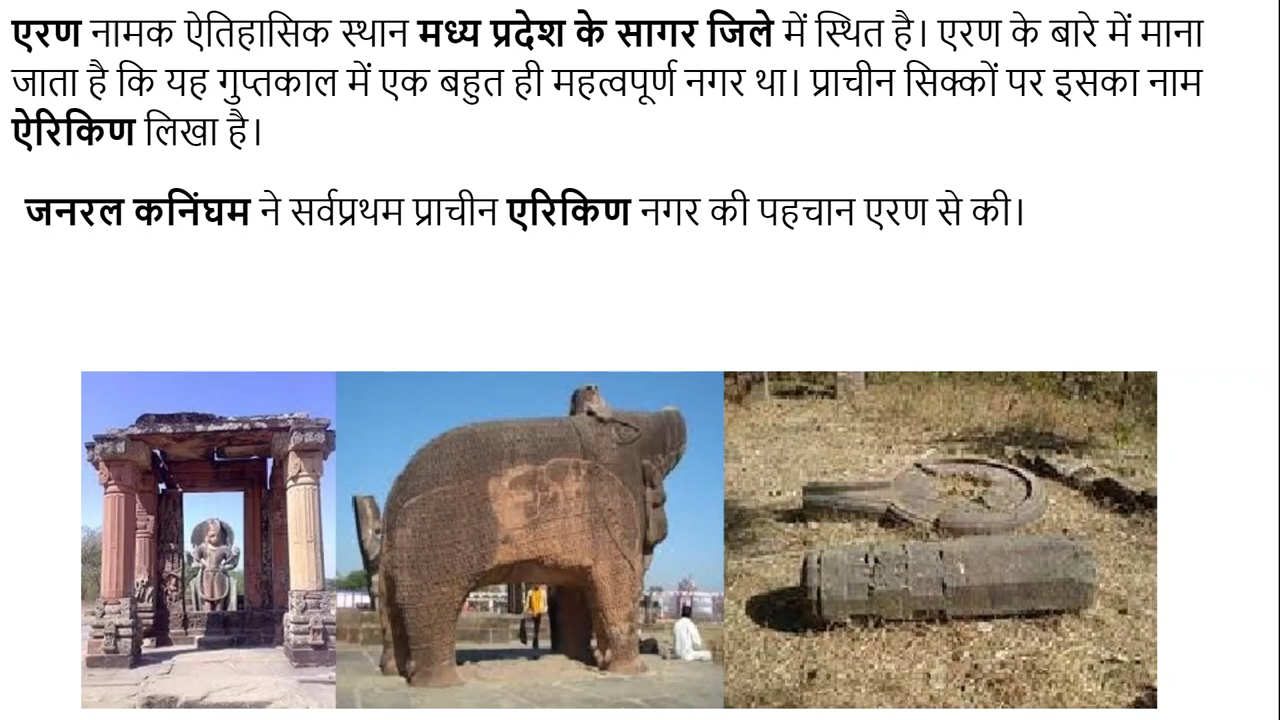 एरण नामक ऐतिहासिक स्थान मध्य प्रदेश के सागर जिले में स्थित है। एरण के बारे में माना
जाता है कि यह गुप्तकाल में एक बहुत ही महत्वपूर्ण नगर था। प्राचीन सिक्कों पर इसका नाम
ऐरिकिण लिखा है।
जनरल कनिंघम ने सर्वप्रथम प्राचीन एरिकिण नगर की पहचान एरण से की।